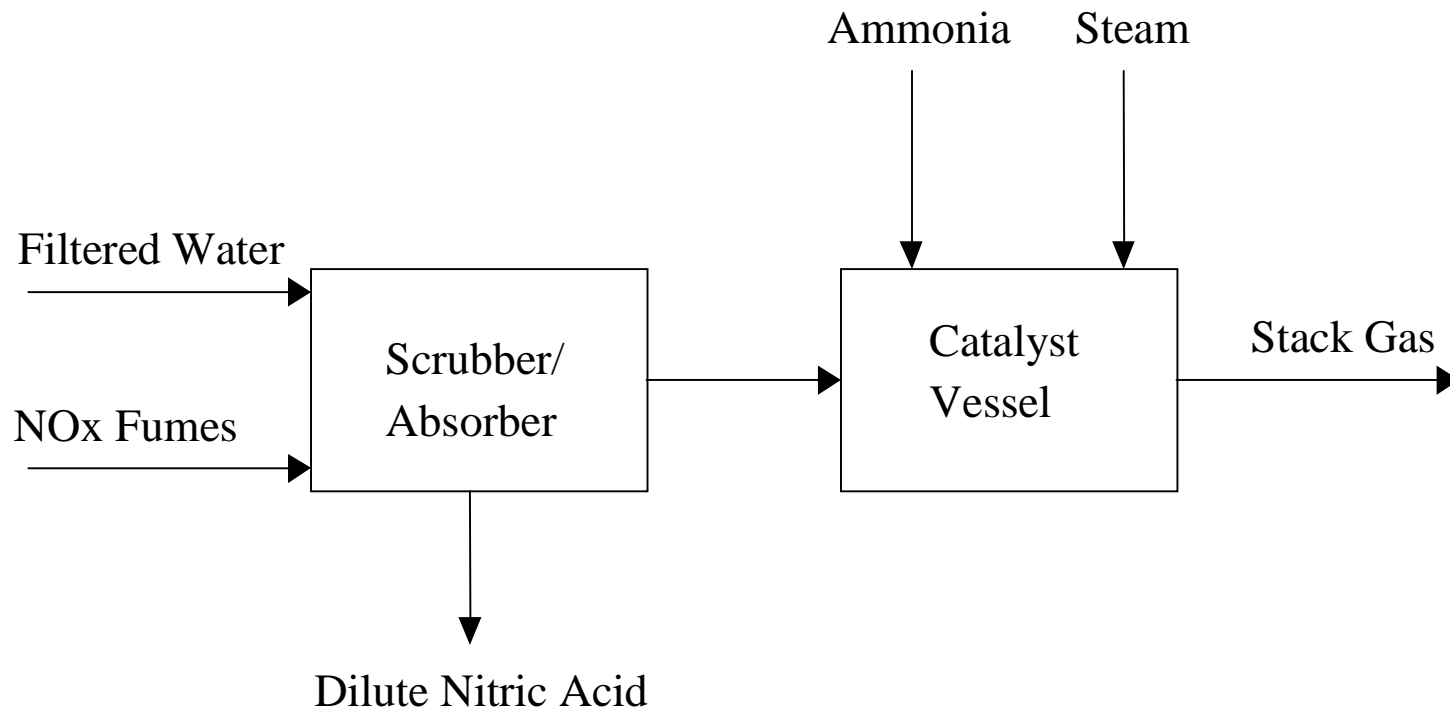 Ammonia
Steam
Filtered Water
NOx Fumes
Scrubber/
Absorber
Catalyst
Vessel
Stack Gas
Dilute Nitric Acid